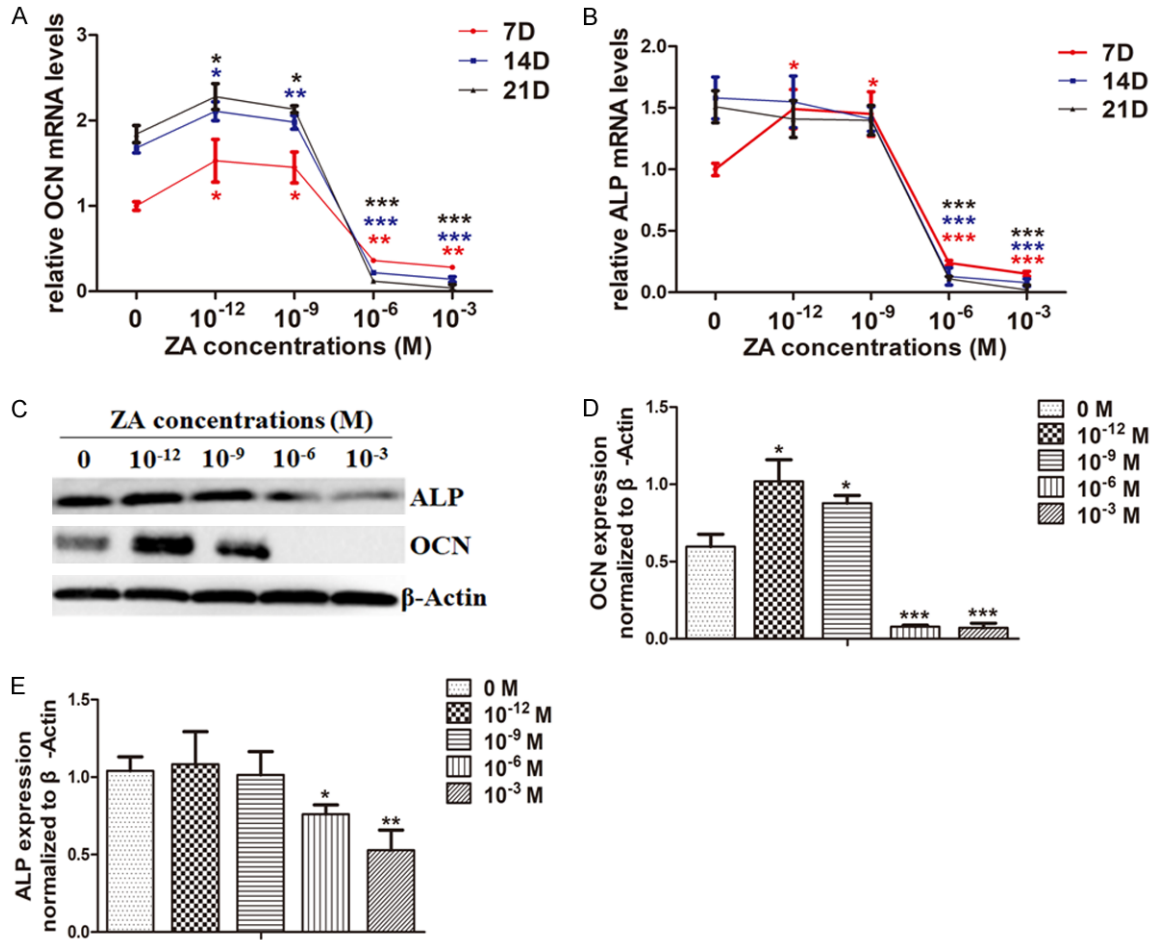 A
relative OCN mRNA levels
3
2
1
0
*
*
*
**
*
*
***
***
**
***
***
**
0 10-12 10-9 10-6 10-3
ZA concentrations (M)
7D
14D
21D
B
relative ALP mRNA levels
2.0
1.5
1.0
0.5
0.0
*
*
***
***
***
***
***
***
0 10-12 10-9 10-6 10-3
ZA concentrations (M)
7D
14D
21D
C
ZA concentrations (M)
0 10-12 10-9 10-6 10-3
ALP
OCN
β-Actin
D
OCN expression
normalized to β -Actin
1.5
1.0
0.5
0.0
*
*
***
***
0 M
10-12 M
10-9 M
10-6 M
10-3 M
E
ALP expression
normalized to β -Actin
1.5
1.0
0.5
0.0
*
**
0 M
10-12 M
10-9 M
10-6 M
10-3 M